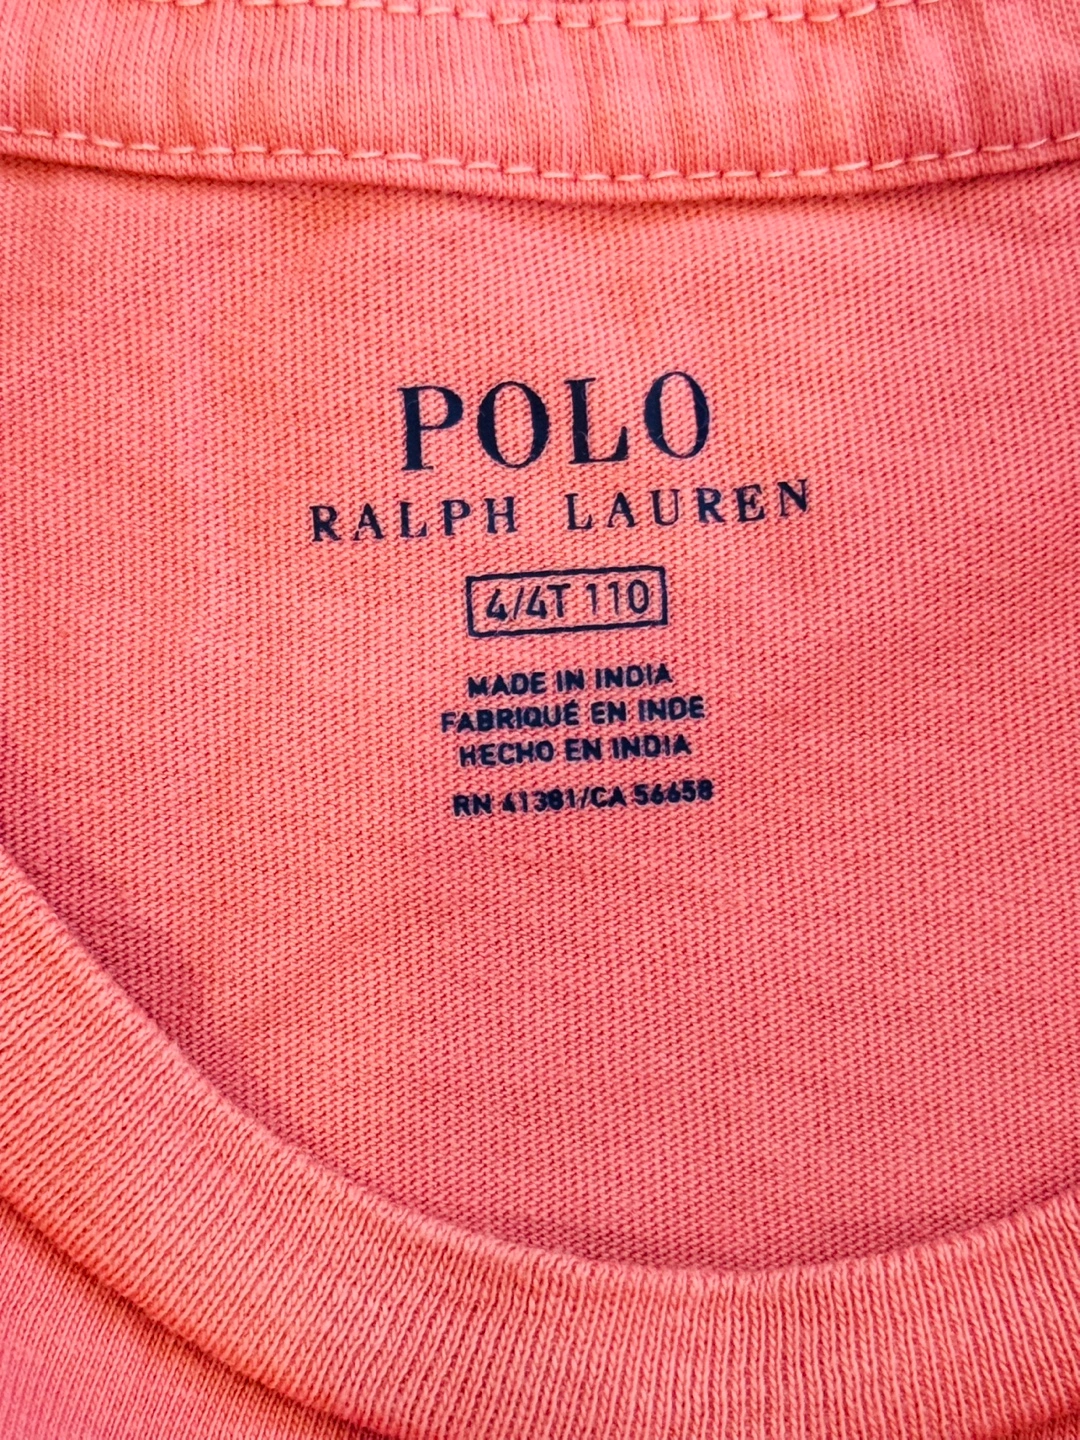 POLO
RALPH LAUREN
4/4T 110
MADE IN INDIA
FABRIQUÉ EN INDE
HECHO EN INDIA
RN 41381/CA 56658